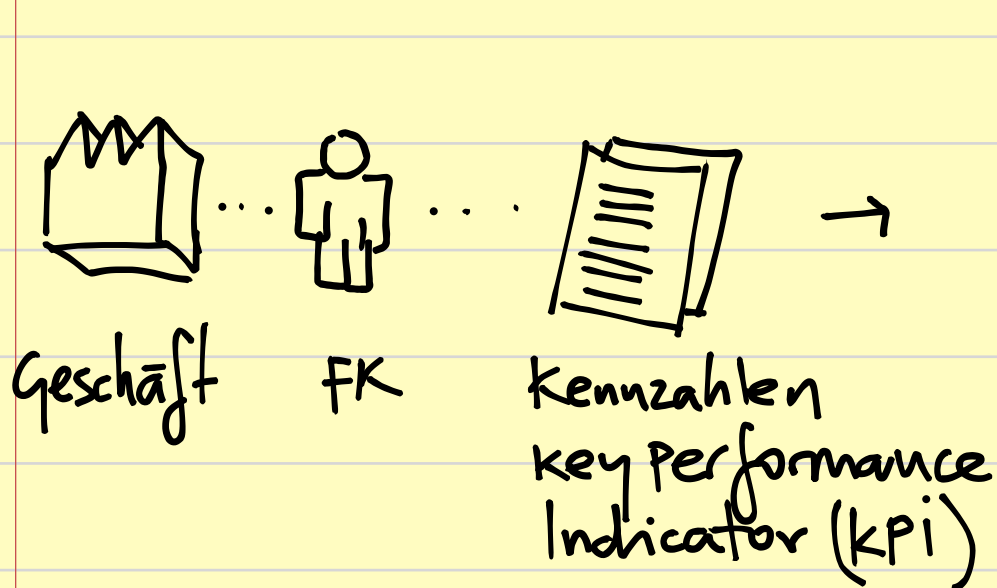 Geschäft FK Kennzahlen
key Performance
Indicator (KPi)